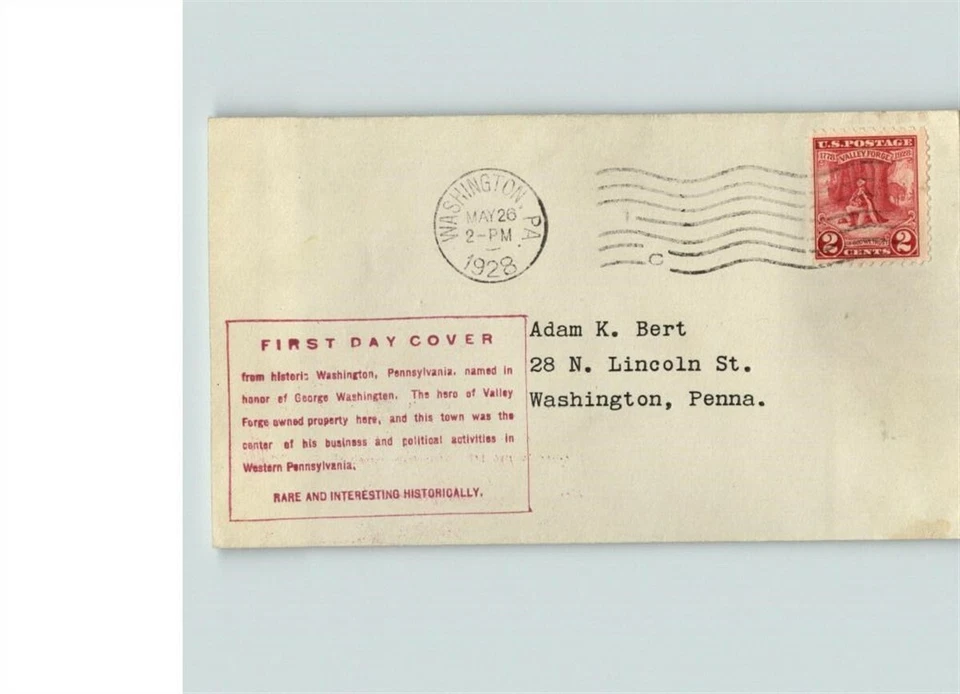 U.S. POSTAGE
1778 VALLEY FORGE 1928
2 2
CENTS
WASHINGTON, PA.
MAY 26
2-PM
1928
C
FIRST DAY COVER
from historic Washington, Pennsylvania, named in
honor of George Washington. The hero of Valley
Forge owned property here, and this town was the
center of his business and political activities in
Western Pennsylvania.
RARE AND INTERESTING HISTORICALLY.
Adam K. Bert
28 N. Lincoln St.
Washington, Penna.